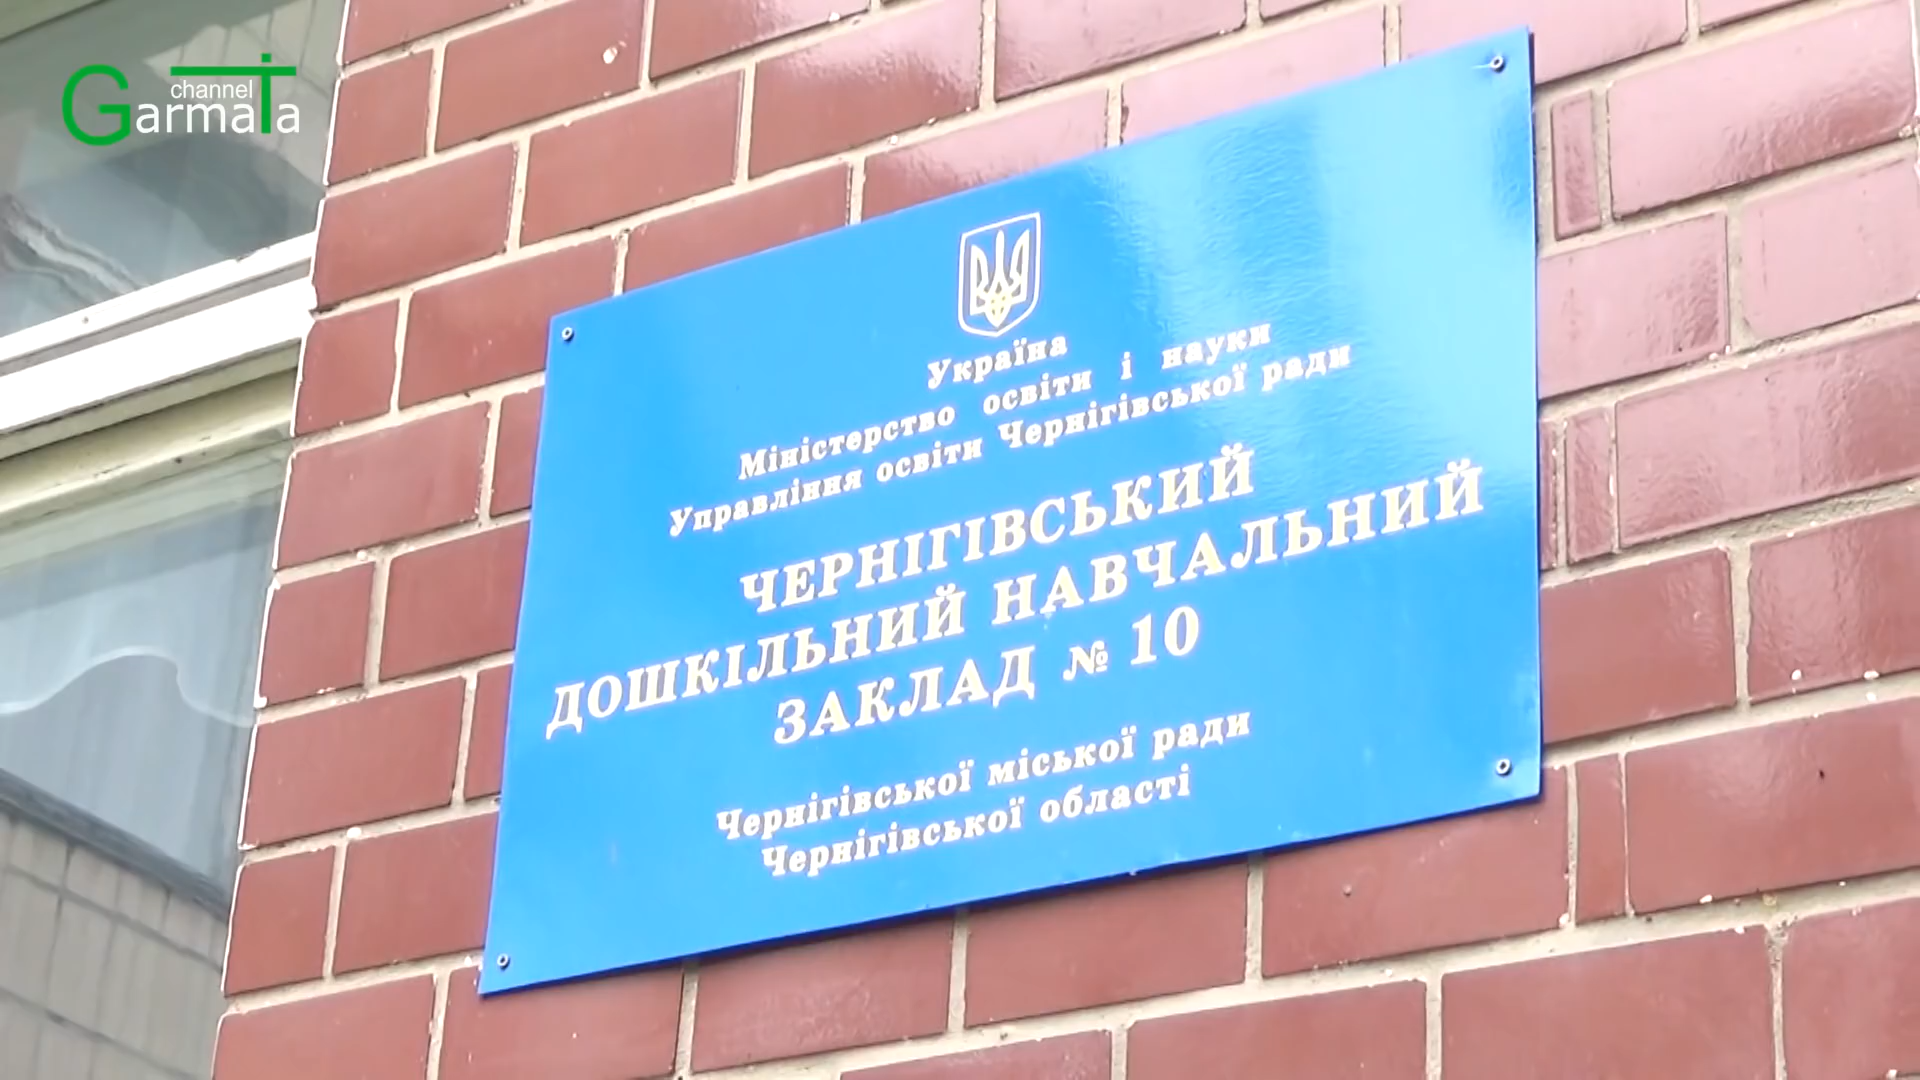 channel
GarmaTa
Україна
Міністерство освіти і науки
Управління освіти Чернігівської ради
ЧЕРНІГІВСЬКИЙ
ДОШКІЛЬНИЙ НАВЧАЛЬНИЙ
ЗАКЛАД № 10
Чернігівської міської ради
Чернігівської області